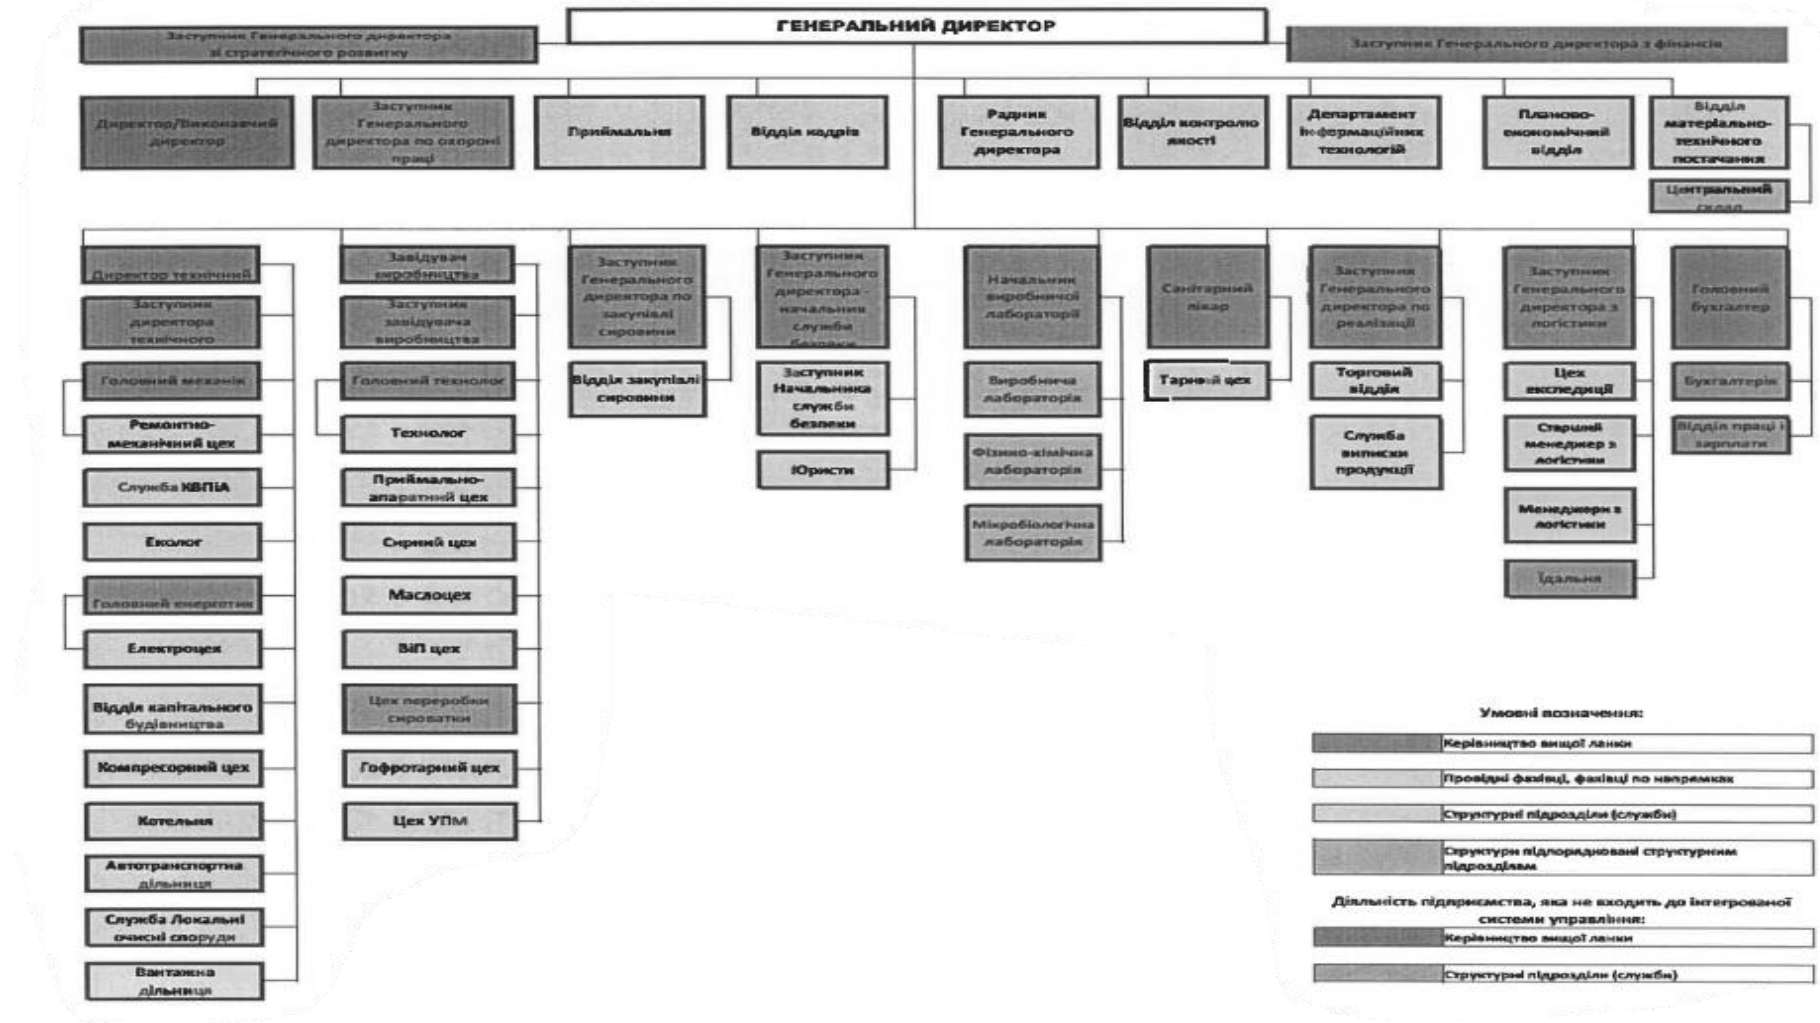 ГЕНЕРАЛЬНИЙ ДИРЕКТОР
Заступник Генерального директора
зі стратегічного розвитку
Заступник Генерального директора з фінансів
Директор/Виконавчий
директор
Заступник
Генерального
директора по охороні
праці
Приймальня
Відділ кадрів
Радник
Генерального
директора
Відділ контролю
якості
Департамент
інформаційних
технологій
Планово-
економічний
відділ
Відділ
матеріально-
технічного
постачання
Центральний
склад
Директор технічний
Заступник
директора
технічного
Головний механік
Ремонтно-
механічний цех
Служба КВПіА
Еколог
Головний енергетик
Електроцех
Відділ капітального
будівництва
Компресорний цех
Котельня
Автотранспортна
дільниця
Служба Локальні
очисні споруди
Вантажна
дільниця
Завідувач
виробництва
Заступник
завідувача
виробництва
Головний технолог
Технолог
Приймально-
апаратний цех
Сирний цех
Маслоцех
ВіП цех
Цех переробки
сироватки
Гофротарний цех
Цех УПМ
Заступник
Генерального
директора по
закупівлі
сировини
Відділ закупівлі
сировини
Заступник
Генерального
директора -
начальник
служби
безпеки
Заступник
Начальника
служби
безпеки
Юристи
Начальник
виробничої
лабораторії
Виробнича
лабораторія
Фізико-хімічна
лабораторія
Мікробіологічна
лабораторія
Санітарний
лікар
Тарний цех
Заступник
Генерального
директора по
реалізації
Торговий
відділ
Служба
виписки
продукції
Заступник
Генерального
директора з
логістики
Цех
експедиції
Старший
менеджер з
логістики
Менеджери з
логістики
Їдальня
Головний
бухгалтер
Бухгалтерія
Відділ праці і
зарплати
Умовні позначення:
Керівництво вищої ланки
Провідні фахівці, фахівці по напрямках
Структурні підрозділи (служби)
Структури підпорядковані структурним
підрозділам
Діяльність підприємства, яка не входить до інтегрованої
системи управління:
Керівництво вищої ланки
Структурні підрозділи (служби)